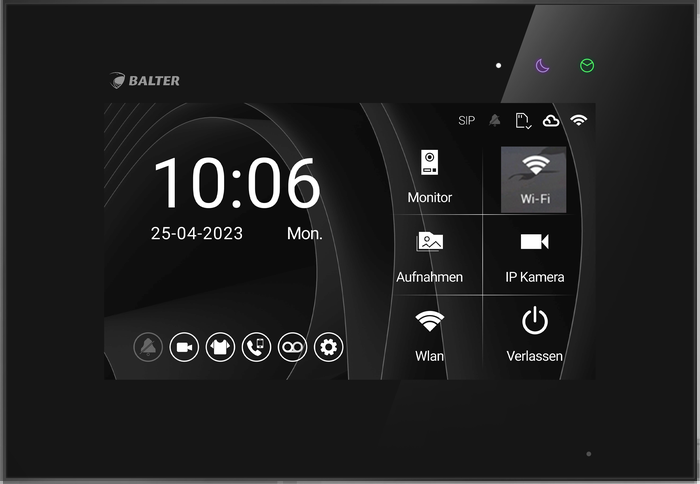 BALTER
SIP
10:06
25-04-2023 Mon.
Monitor
Wi-Fi
Aufnahmen
IP Kamera
Wlan
Verlassen